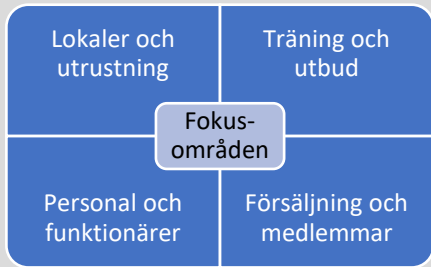 Lokaler och
utrustning
Träning och
utbud
Fokus-
områden
Personal och
funktionärer
Försäljning och
medlemmar